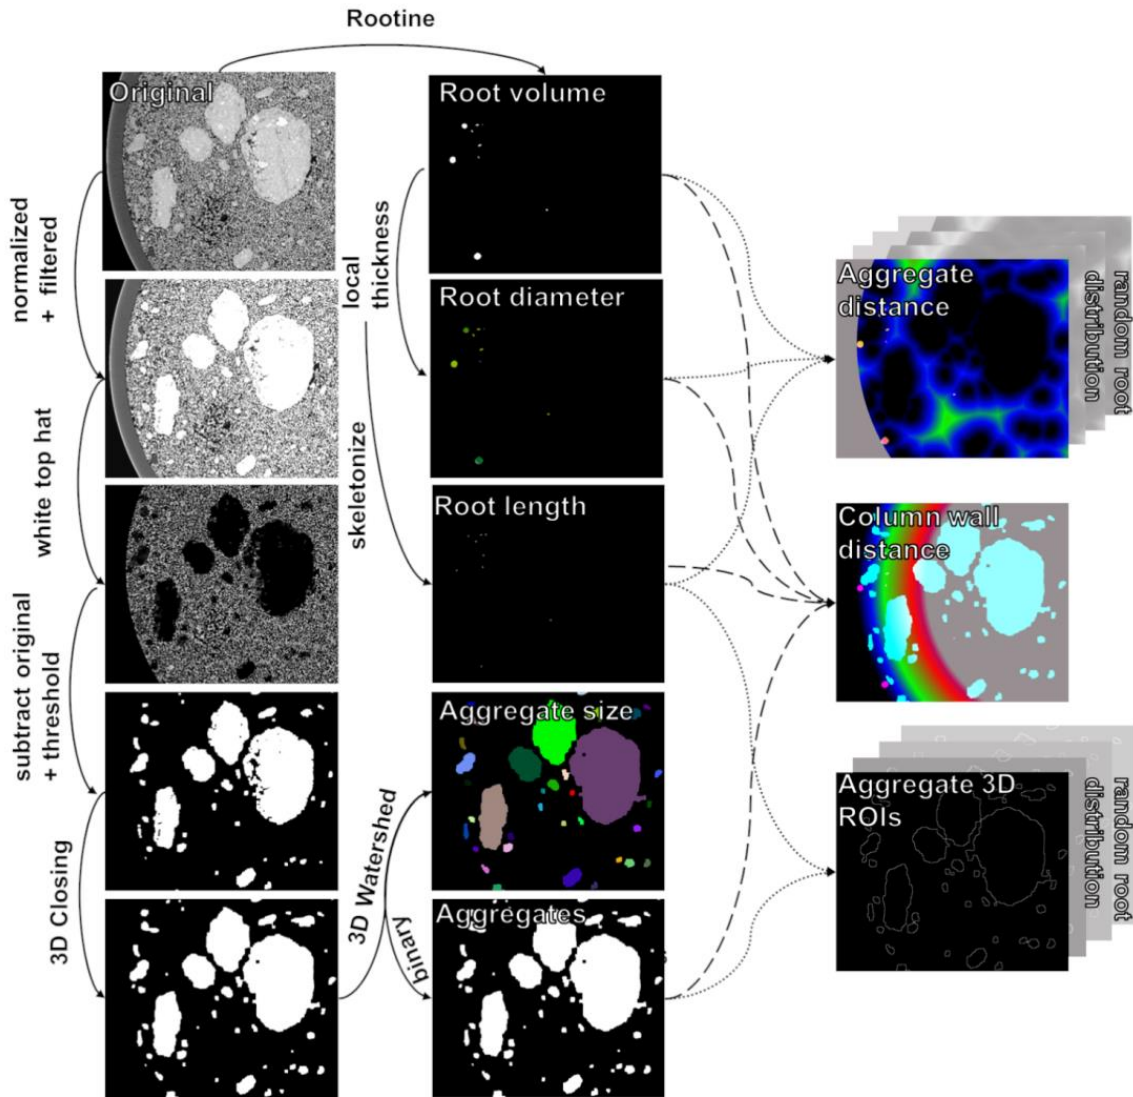 Rootine
Original
normalized
+ filtered
white top hat
subtract original
+ threshold
3D Closing
Root volume
local
thickness
Root diameter
skeletonize
Root length
Aggregate size
3D Watershed
binary
Aggregates
Aggregate
distance
random root
distribution
Column wall
distance
Aggregate 3D
ROIs
random root
distribution